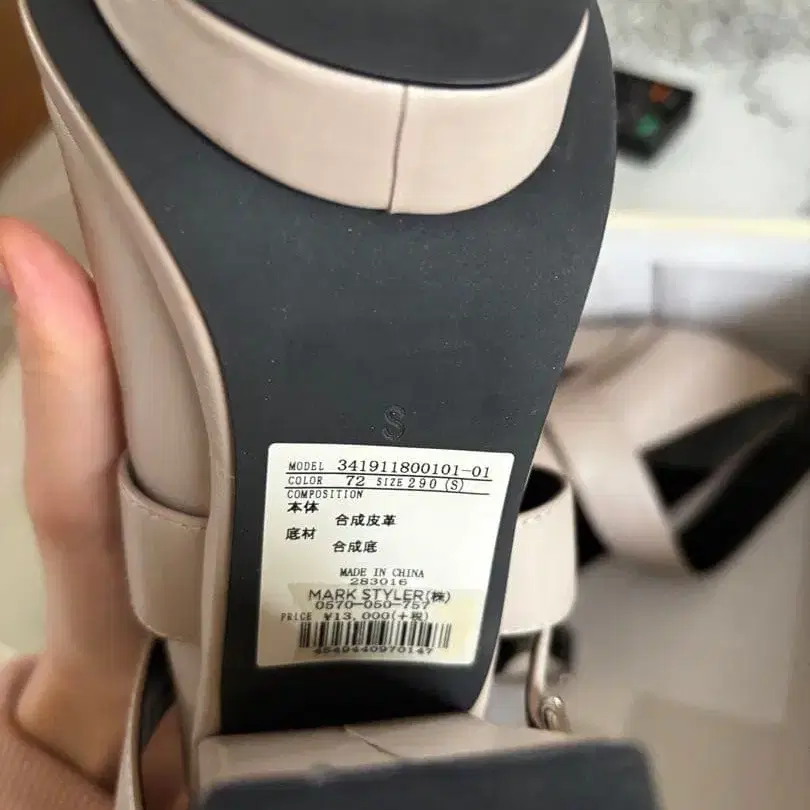 S
MODEL 341911800101-01
COLOR 72 SIZE 290 (S)
COMPOSITION
本体
合成皮革
底材
合成底
MADE IN CHINA
283016
MARK STYLER(株)
0570-050-757
PRICE ¥13,000(+税)
4549440970147